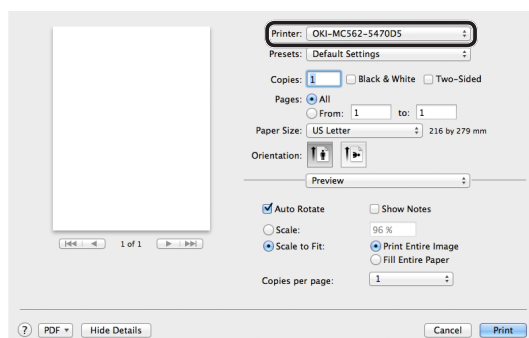 Printer: OKI-MC562-5470D5
Presets: Default Settings
Copies: 1 Black & White Two-Sided
Pages: All
From: 1 to: 1
Paper Size: US Letter 216 by 279 mm
Orientation:
Preview
Auto Rotate Show Notes
Scale: 96 %
Scale to Fit: Print Entire Image
Fill Entire Paper
Copies per page: 1
1 of 1
? PDF Hide Details Cancel Print